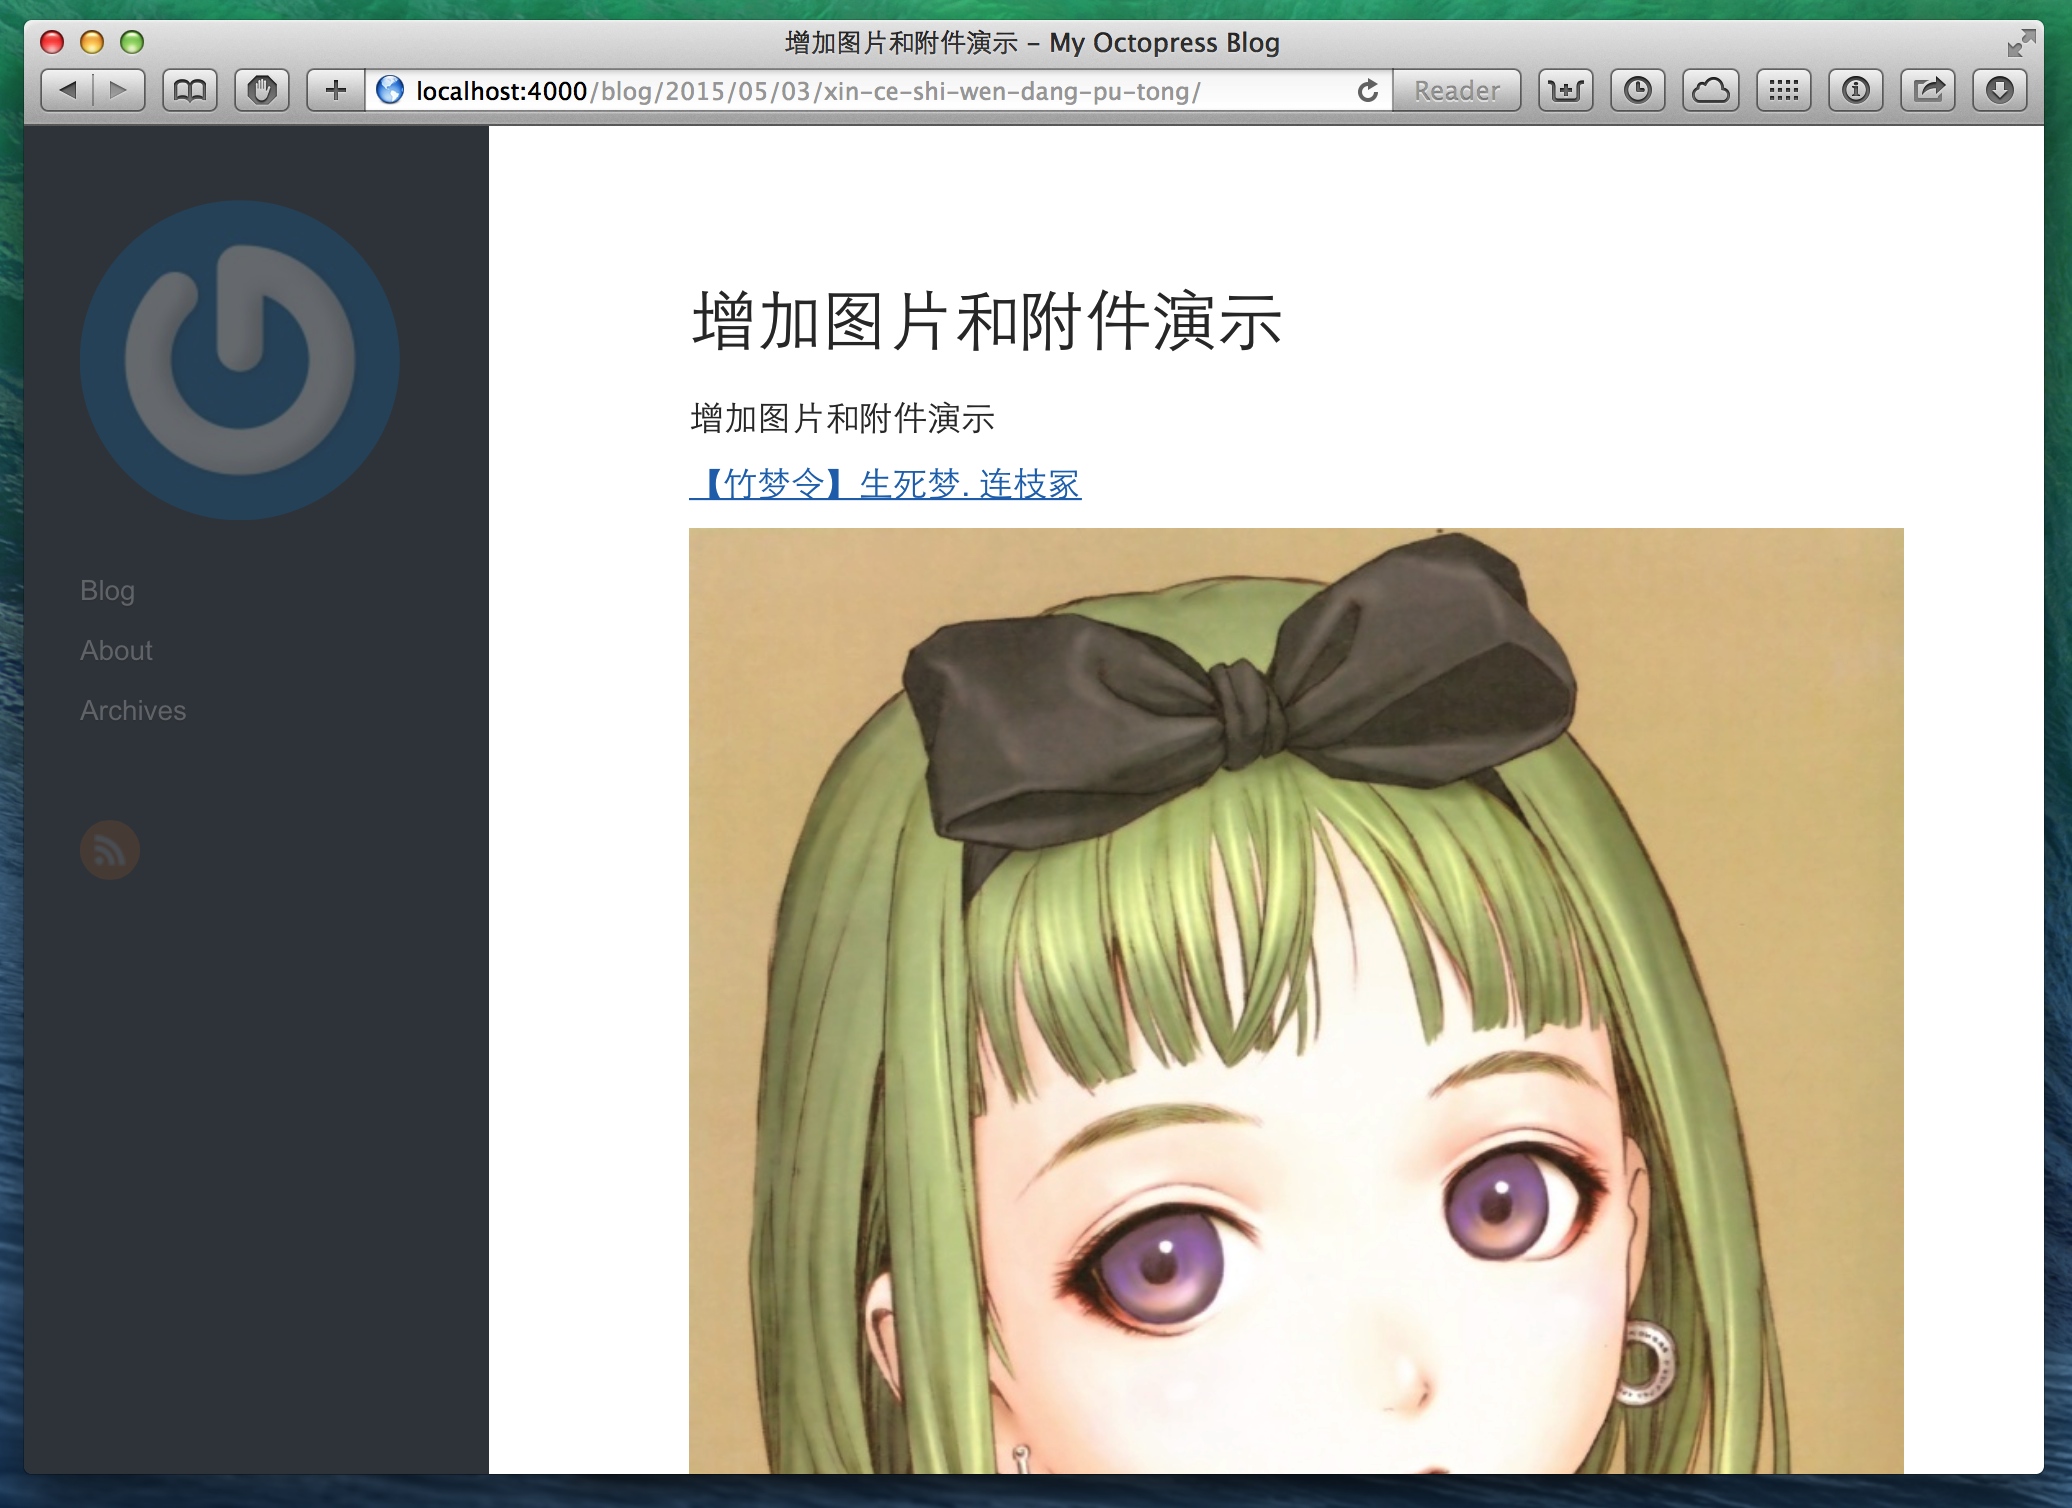 增加图片和附件演示 – My Octopress Blog
localhost:4000/blog/2015/05/03/xin-ce-shi-wen-dang-pu-tong/
Reader
Blog
About
Archives
增加图片和附件演示
增加图片和附件演示
【竹梦令】生死梦. 连枝冢